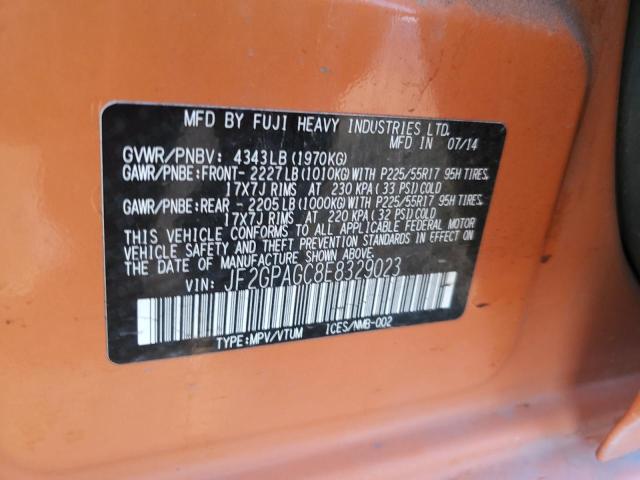 MFD BY FUJI HEAVY INDUSTRIES LTD.
MFD IN 07/14
GVWR/PNBV: 4343LB(1970KG)
GAWR/PNBE:FRONT- 2227LB(1010KG)WITH P225/55R17 95H TIRES
17X7J RIMS AT 230 KPA(33 PSI)COLD
GAWR/PNBE:REAR - 2205LB(1000KG)WITH P225/55R17 95H TIRES
17X7J RIMS AT 220 KPA(32 PSI)COLD
THIS VEHICLE CONFORMS TO ALL APPLICABLE FEDERAL MOTOR
VEHICLE SAFETY AND THEFT PREVENTION STANDARDS IN EFFECT ON
THE DATE OF MANUFACTURE SHOWN ABOVE.
VIN: JF2GPAGC8E8329023
TYPE:MPV/VTUM ICES/NMB-002